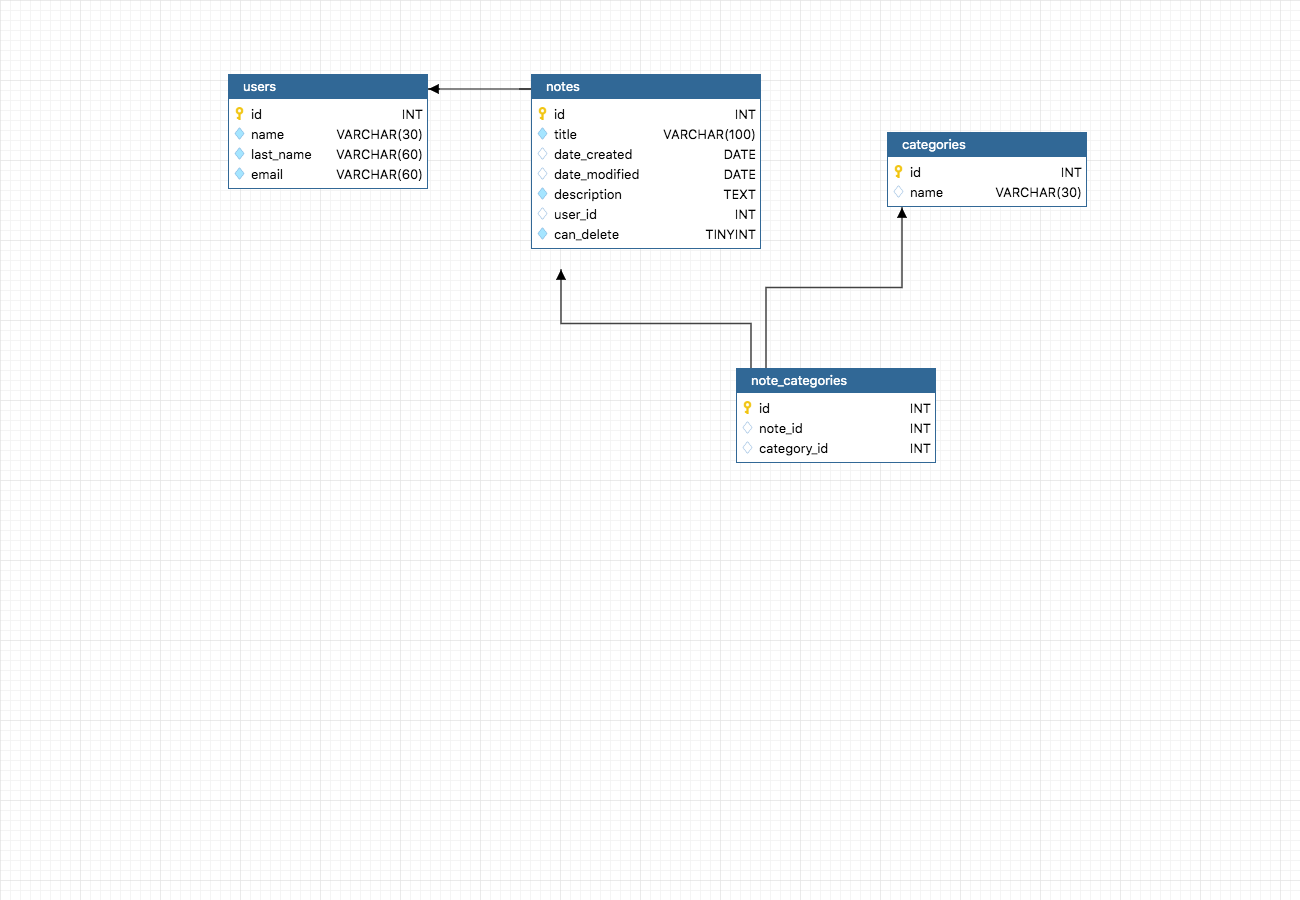 users
id INT
name VARCHAR(30)
last_name VARCHAR(60)
email VARCHAR(60)
notes
id INT
title VARCHAR(100)
date_created DATE
date_modified DATE
description TEXT
user_id INT
can_delete TINYINT
categories
id INT
name VARCHAR(30)
note_categories
id INT
note_id INT
category_id INT